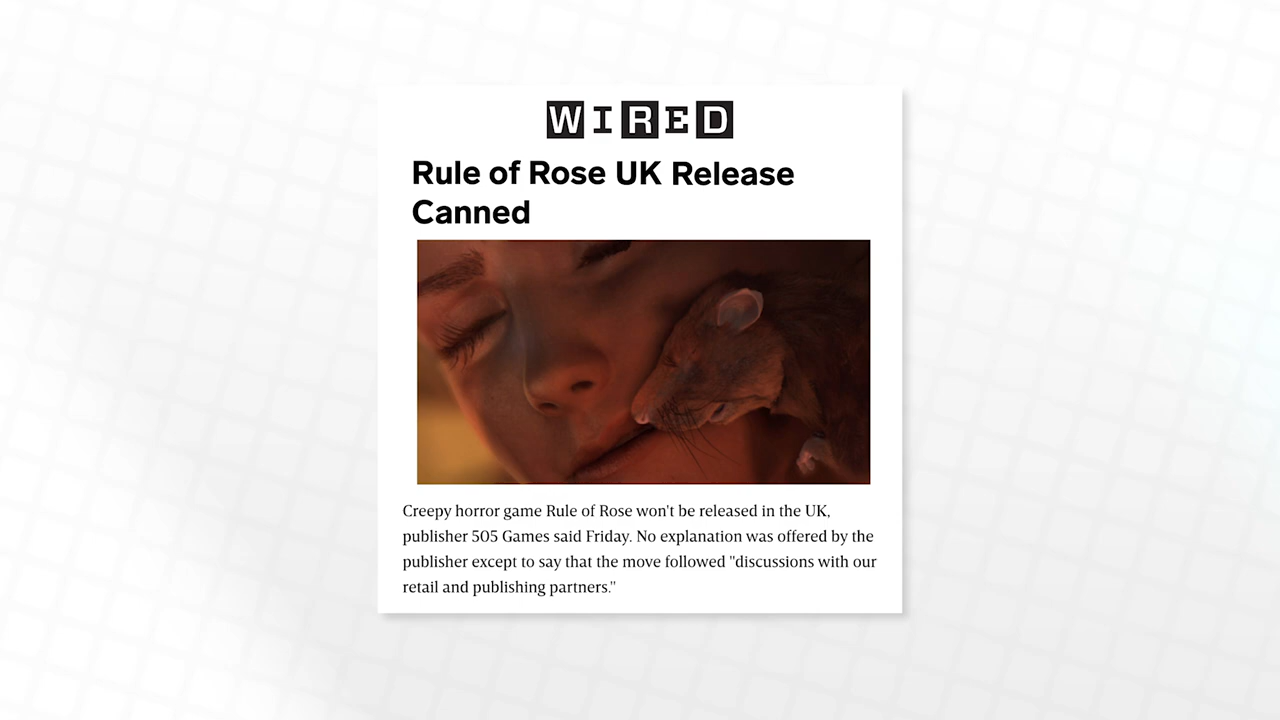 WIRED
Rule of Rose UK Release
Canned
Creepy horror game Rule of Rose won't be released in the UK,
publisher 505 Games said Friday. No explanation was offered by the
publisher except to say that the move followed "discussions with our
retail and publishing partners."